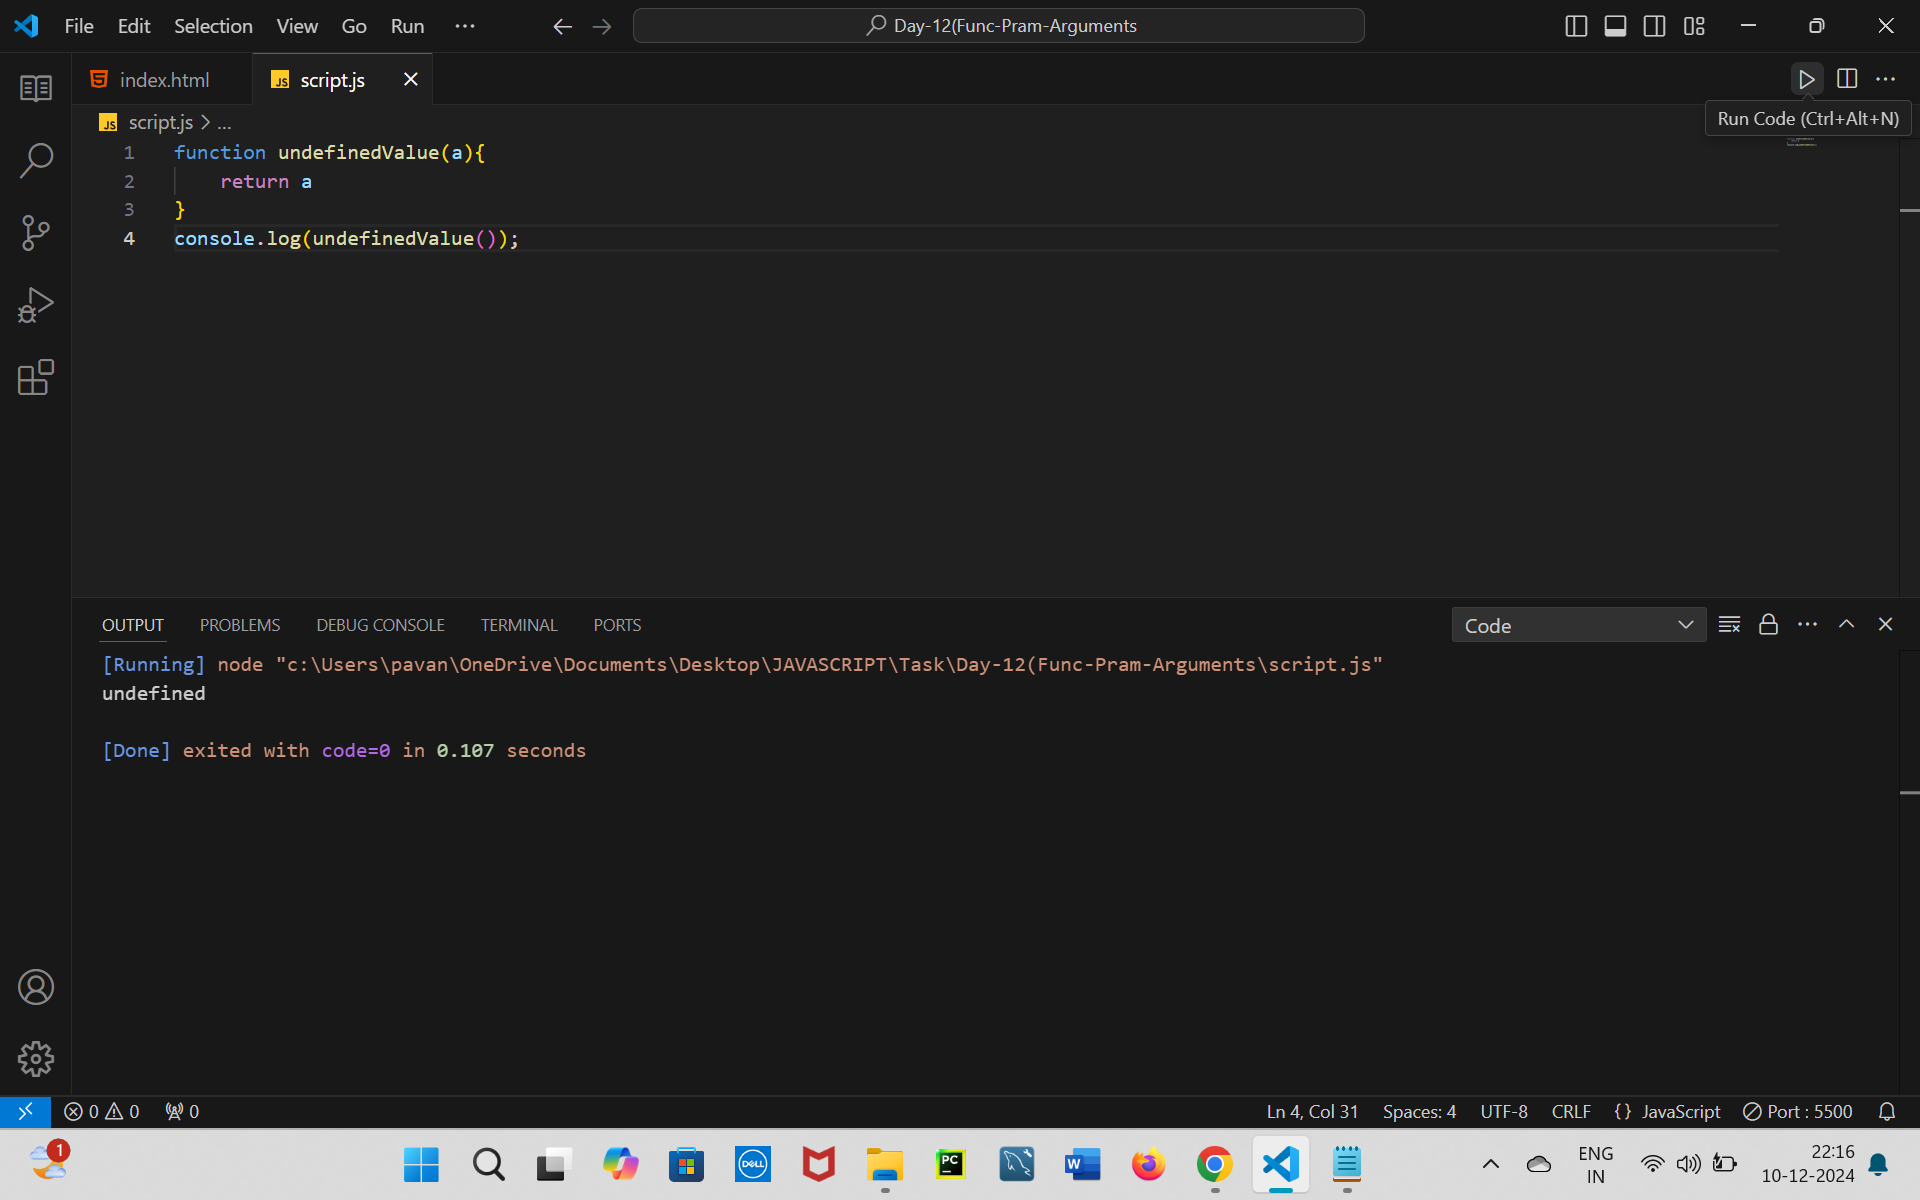 File Edit Selection View Go Run ···
Day-12(Func-Pram-Arguments
index.html
JS script.js
Run Code (Ctrl+Alt+N)
JS script.js > ...
1 function undefinedValue(a){
2 return a
3 }
4 console.log(undefinedValue());
OUTPUT PROBLEMS DEBUG CONSOLE TERMINAL PORTS
Code
[Running] node "c:\Users\pavan\OneDrive\Documents\Desktop\JAVASCRIPT\Task\Day-12(Func-Pram-Arguments\script.js"
undefined
[Done] exited with code=0 in 0.107 seconds
0 0 0
Ln 4, Col 31 Spaces: 4 UTF-8 CRLF {} JavaScript Port : 5500
1
DELL
PC
W
ENG
IN
22:16
10-12-2024